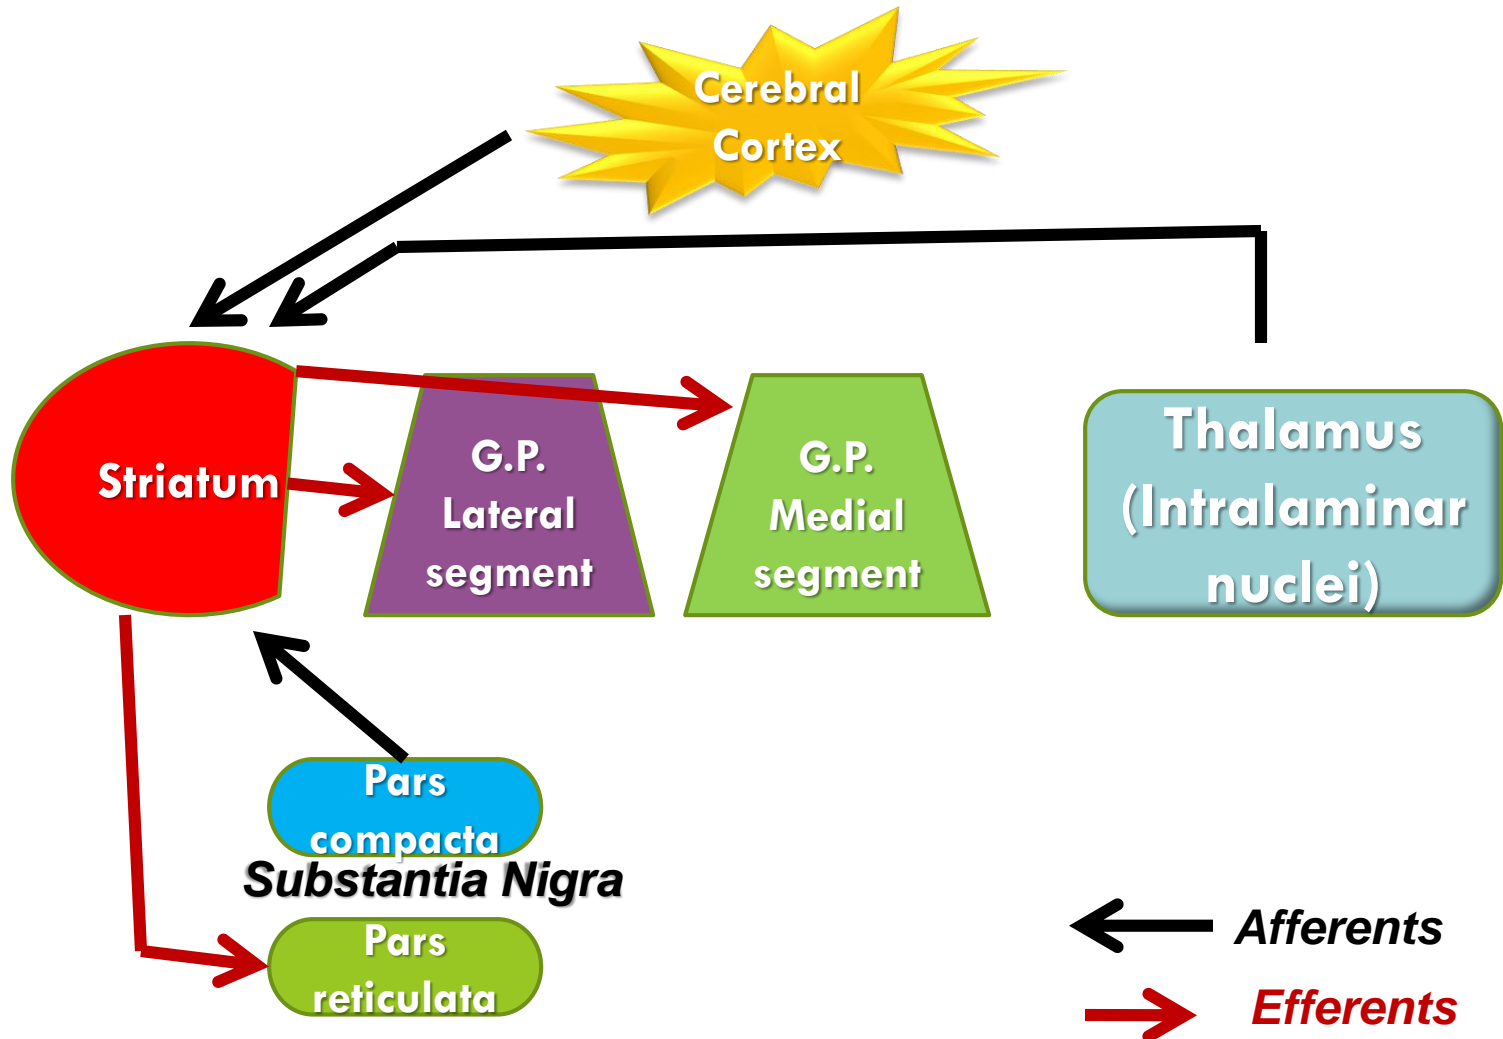 Cerebral
Cortex
Striatum
G.P.
Lateral
segment
G.P.
Medial
segment
Thalamus
(Intralaminar
nuclei)
Pars
compacta
Substantia Nigra
Pars
reticulata
Afferents
Efferents